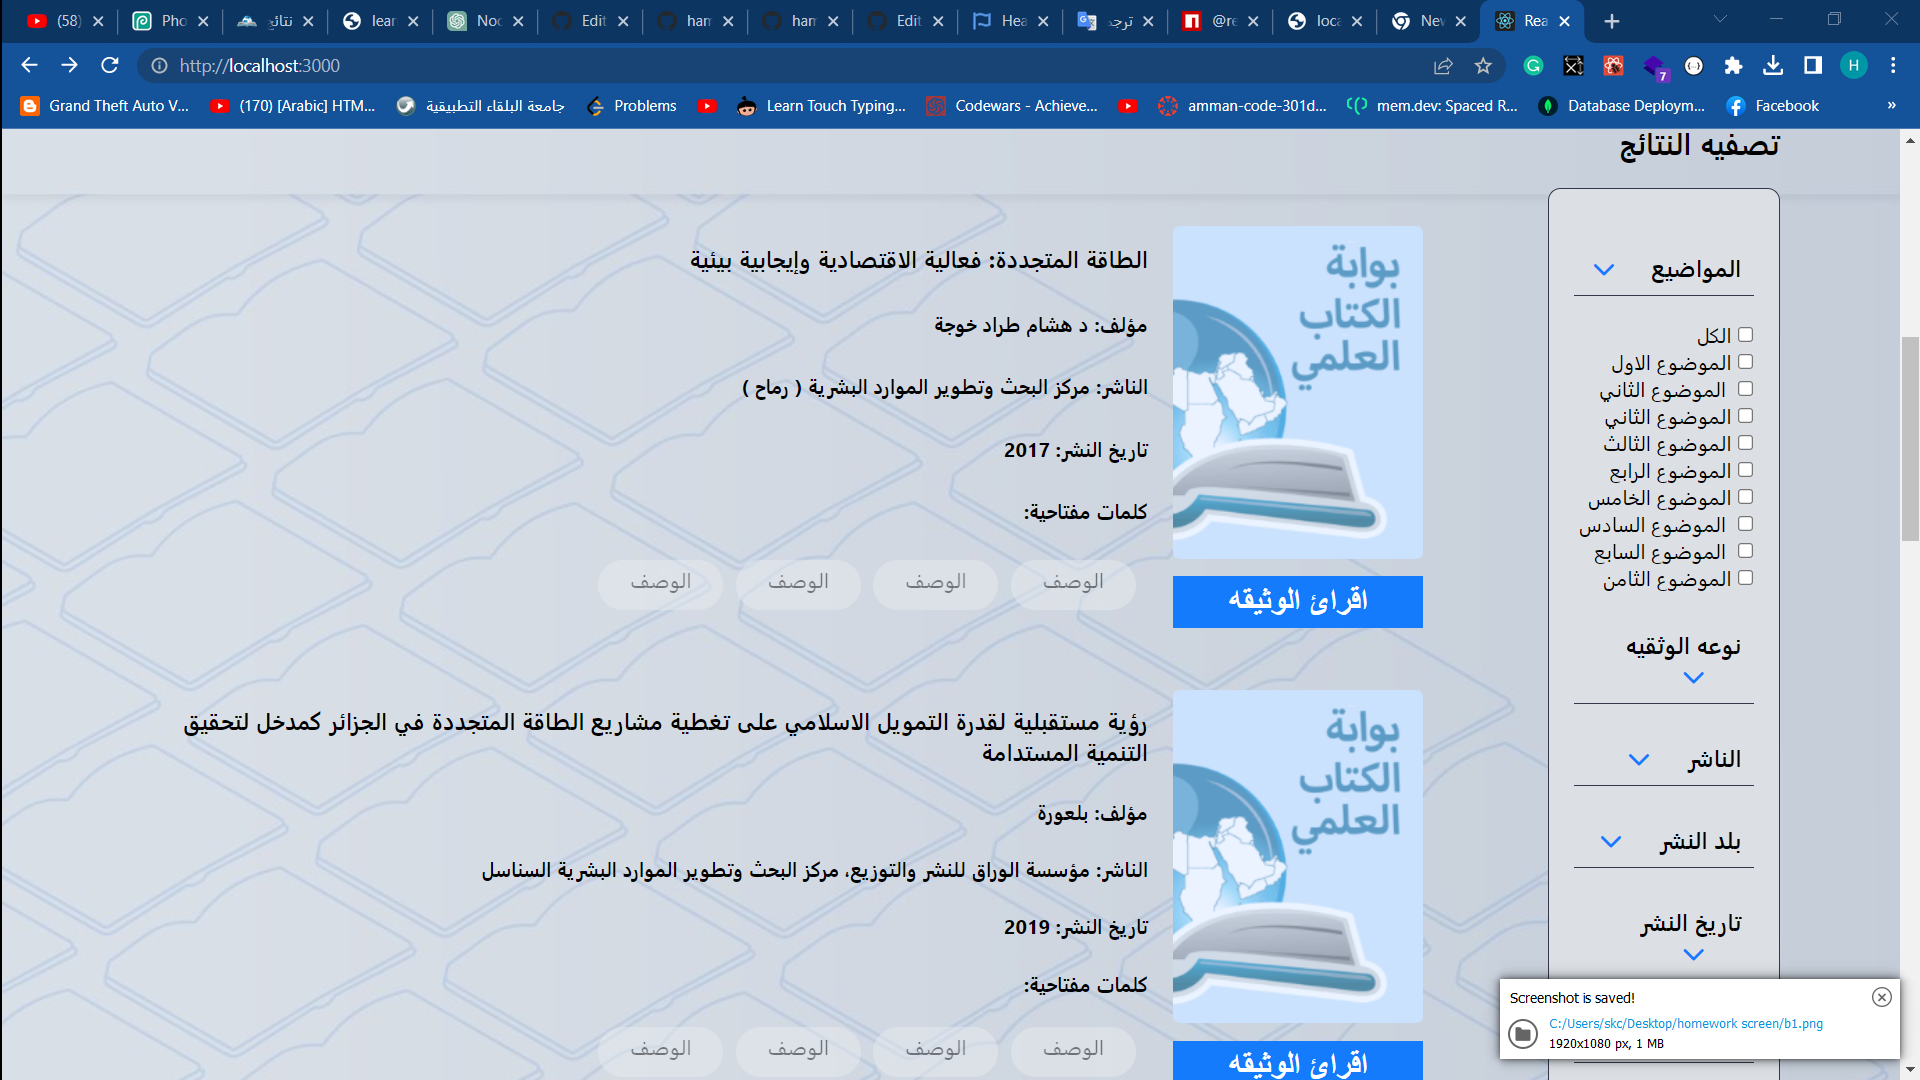 (58)
Pho
نتائج
lear
Noc
Edit
ham
ham
Edit
Hea
ترجم
@re
loca
Nev
Rea
http://localhost:3000
7
H
Grand Theft Auto V...
(170) [Arabic] HTM...
جامعة البلقاء التطبيقية
Problems
Learn Touch Typing...
Codewars - Achieve...
amman-code-301d...
mem.dev: Spaced R...
Database Deploym...
Facebook
»
تصفيه النتائج
المواضيع
الكل
الموضوع الاول
الموضوع الثاني
الموضوع الثاني
الموضوع الثالث
الموضوع الرابع
الموضوع الخامس
الموضوع السادس
الموضوع السابع
الموضوع الثامن
نوعه الوثقيه
الناشر
بلد النشر
تاريخ النشر
بوابة
الكتاب
العلمي
اقرائ الوثيقه
الطاقة المتجددة: فعالية الاقتصادية وإيجابية بيئية
مؤلف: د هشام طراد خوجة
الناشر: مركز البحث وتطوير الموارد البشرية ( رماح )
تاريخ النشر: 2017
كلمات مفتاحية:
الوصف الوصف الوصف الوصف
بوابة
الكتاب
العلمي
اقرائ الوثيقه
رؤية مستقبلية لقدرة التمويل الاسلامي على تغطية مشاريع الطاقة المتجددة في الجزائر كمدخل لتحقيق
التنمية المستدامة
مؤلف: بلعورة
الناشر: مؤسسة الوراق للنشر والتوزيع، مركز البحث وتطوير الموارد البشرية السناسل
تاريخ النشر: 2019
كلمات مفتاحية:
الوصف الوصف الوصف الوصف
Screenshot is saved!
C:/Users/skc/Desktop/homework screen/b1.png
1920x1080 px, 1 MB